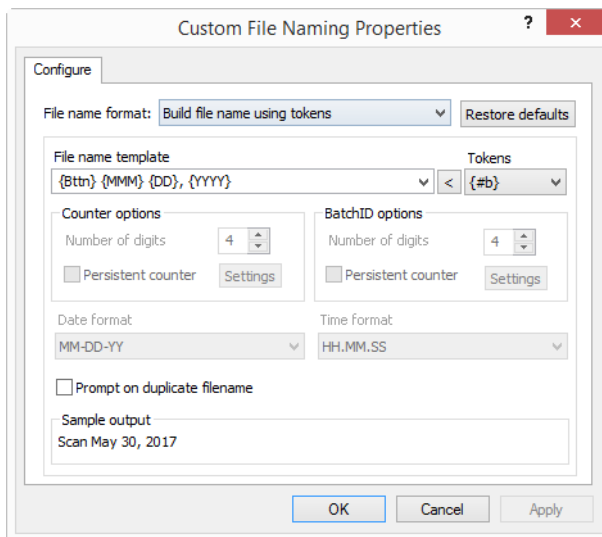 Custom File Naming Properties ? ×
Configure
File name format: Build file name using tokens Restore defaults
File name template Tokens
{Bttn} {MMM} {DD}, {YYYY} < {#b}
Counter options BatchID options
Number of digits 4 Number of digits 4
Persistent counter Settings Persistent counter Settings
Date format Time format
MM-DD-YY HH.MM.SS
Prompt on duplicate filename
Sample output
Scan May 30, 2017
OK Cancel Apply